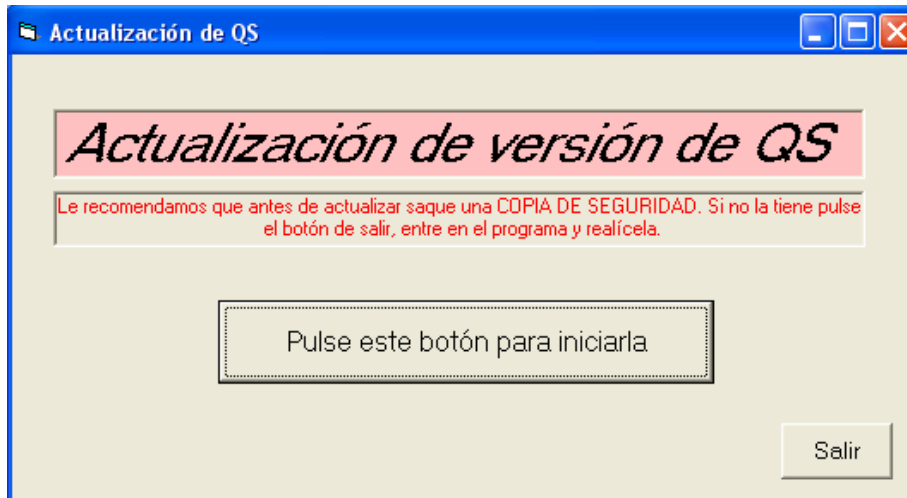 Actualización de QS
Actualización de versión de QS
Le recomendamos que antes de actualizar saque una COPIA DE SEGURIDAD. Si no la tiene pulse
el botón de salir, entre en el programa y realícela.
Pulse este botón para iniciarla
Salir